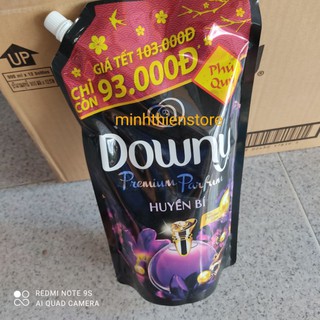 UP
GIÁ TẾT 103.000Đ
CHỈ CÒN 93.000Đ
Phú Quý
minhthienstore
Downy
Premium Parfum
HUYỀN BÍ
REDMI NOTE 9S
AI QUAD CAMERA